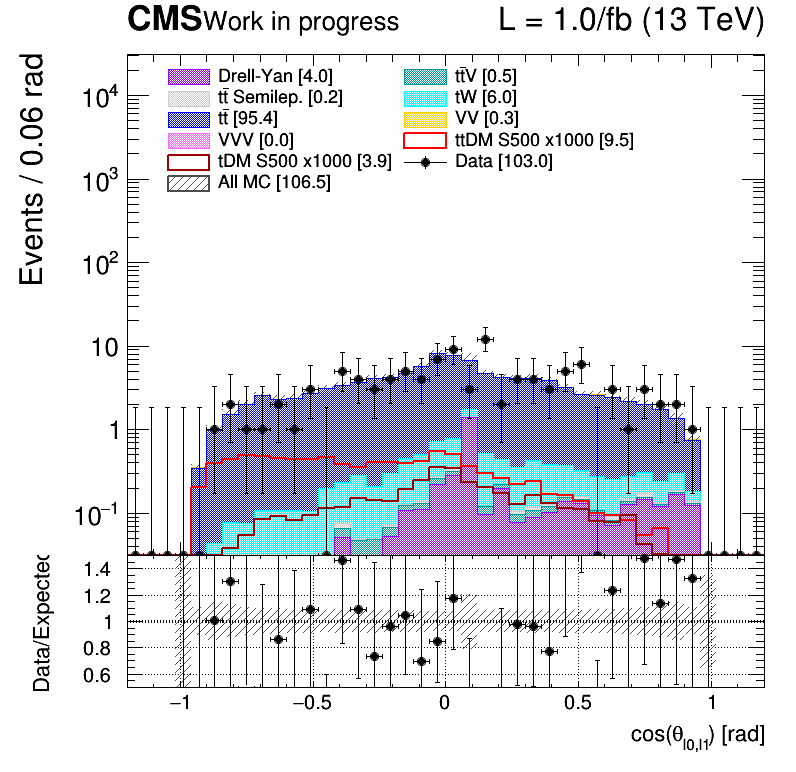 CMS Work in progress L = 1.0/fb (13 TeV)
Events / 0.06 rad
Drell-Yan [4.0] tt̄V [0.5]
tt̄ Semilep. [0.2] tW [6.0]
tt̄ [95.4] VV [0.3]
VVV [0.0] ttDM S500 x1000 [9.5]
tDM S500 x1000 [3.9] Data [103.0]
All MC [106.5]
10⁴
10³
10²
10
1
10⁻¹
Data/Expected
1.4
1.2
1
0.8
0.6
−1 −0.5 0 0.5 1
cos(θ_l0,l1) [rad]